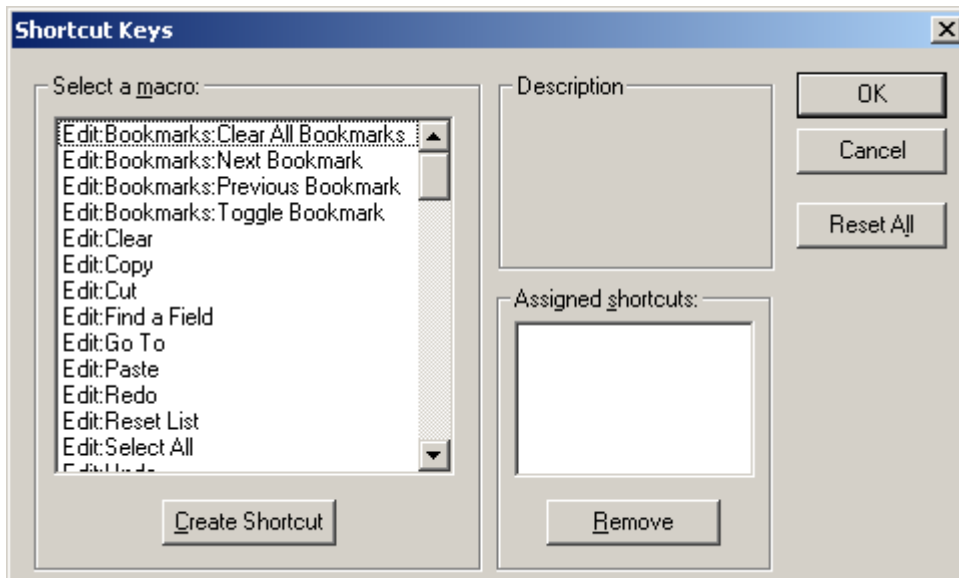 Shortcut Keys
Select a macro:
Edit:Bookmarks:Clear All Bookmarks
Edit:Bookmarks:Next Bookmark
Edit:Bookmarks:Previous Bookmark
Edit:Bookmarks:Toggle Bookmark
Edit:Clear
Edit:Copy
Edit:Cut
Edit:Find a Field
Edit:Go To
Edit:Paste
Edit:Redo
Edit:Reset List
Edit:Select All
Edit:Undo
Create Shortcut
Description
Assigned shortcuts:
Remove
OK
Cancel
Reset All